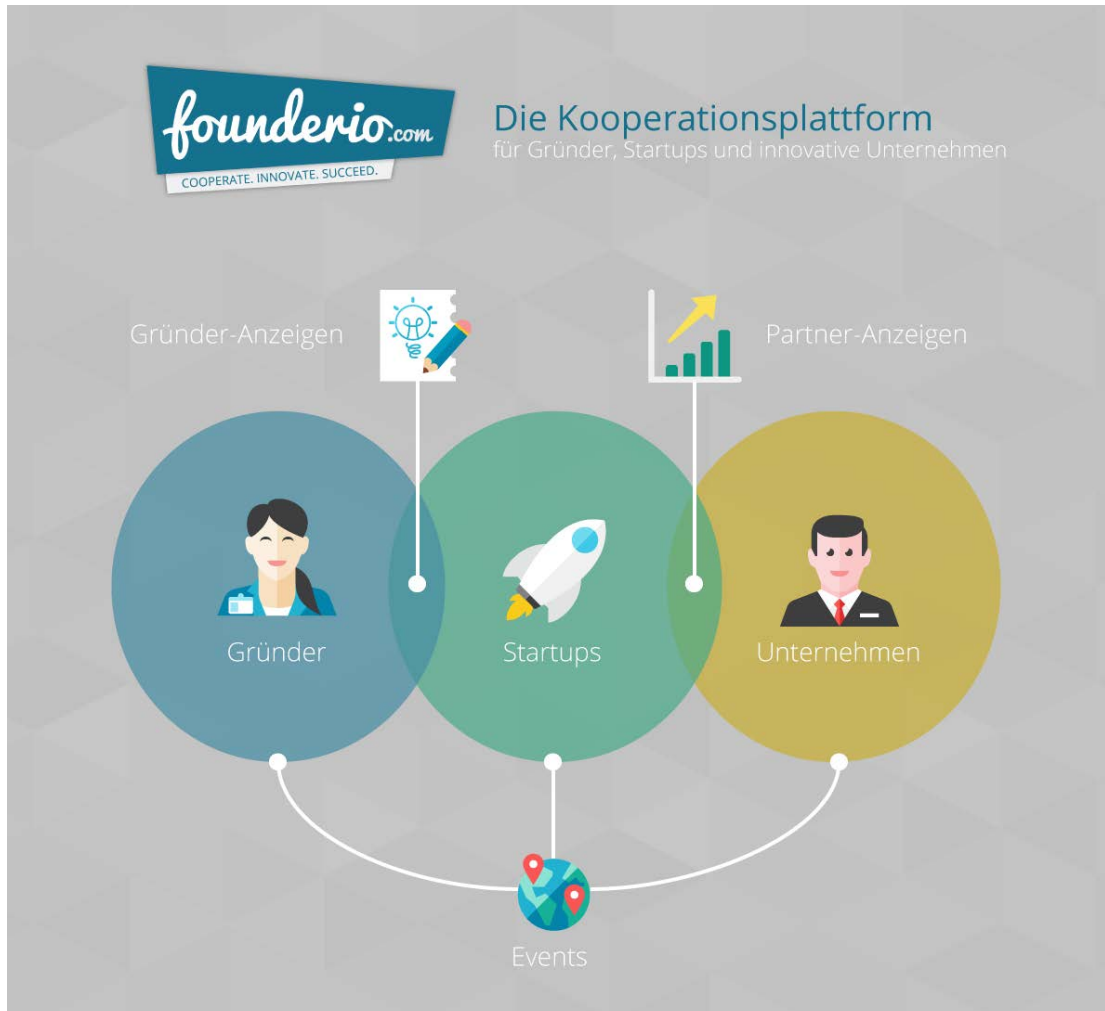 founderio.com
COOPERATE. INNOVATE. SUCCEED.
Die Kooperationsplattform
für Gründer, Startups und innovative Unternehmen
Gründer-Anzeigen
Partner-Anzeigen
Gründer
Startups
Unternehmen
Events